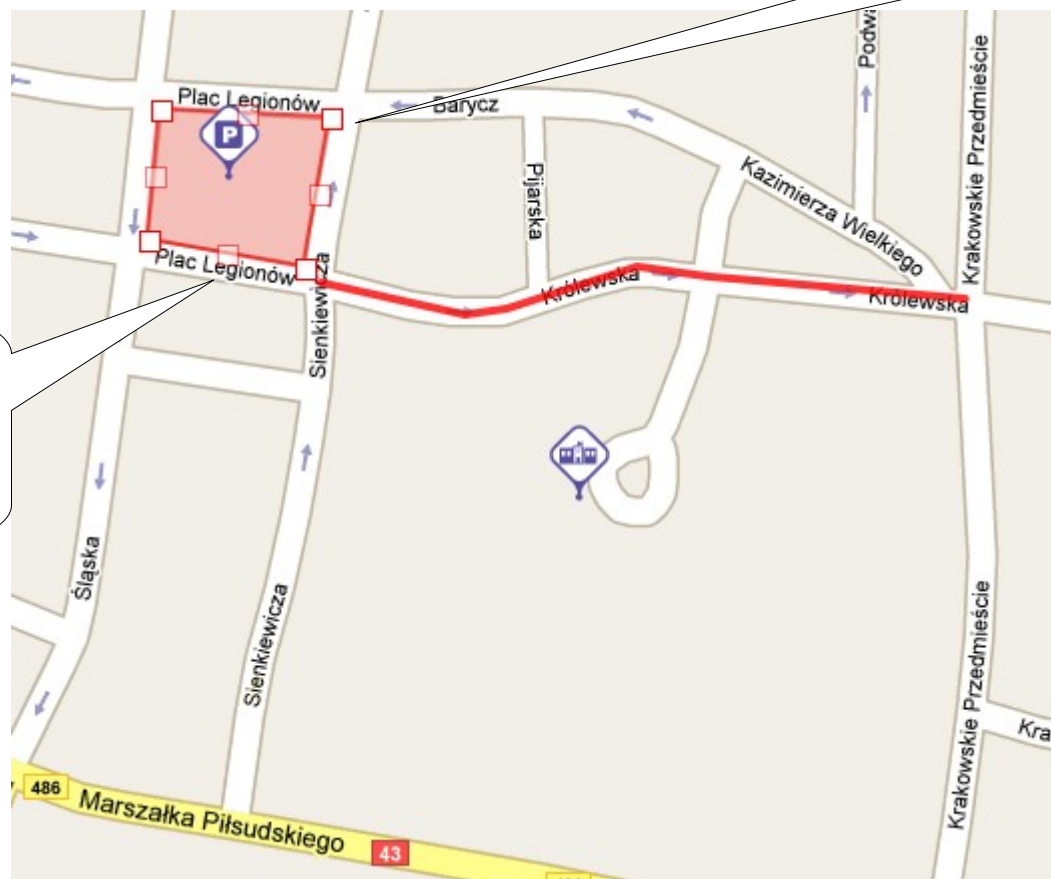 Plac Legionów
P
Barycz
Podwa
Krakowskie Przedmieście
Pijarska
Kazimierza Wielkiego
Plac Legionów
Sienkiewicza
Królewska
Królewska
Śląska
Sienkiewicza
Krakowskie Przedmieście
Kra
486
Marszałka Piłsudskiego
43